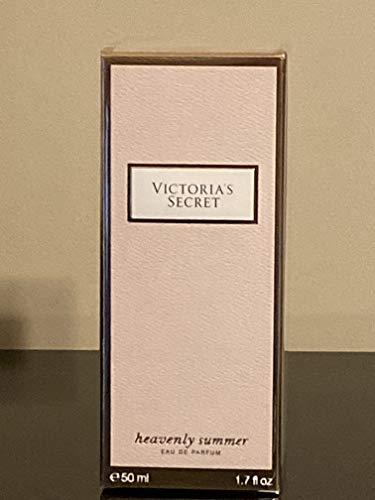 VICTORIA'S
SECRET
heavenly summer
EAU DE PARFUM
℮50 ml 1.7 fl oz